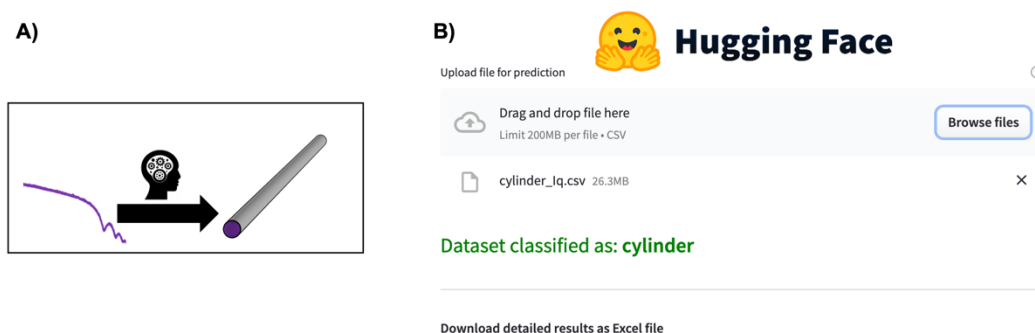 A)
B)
Hugging Face
Upload file for prediction
Drag and drop file here
Limit 200MB per file • CSV
Browse files
cylinder_Iq.csv 26.3MB
Dataset classified as: cylinder
Download detailed results as Excel file